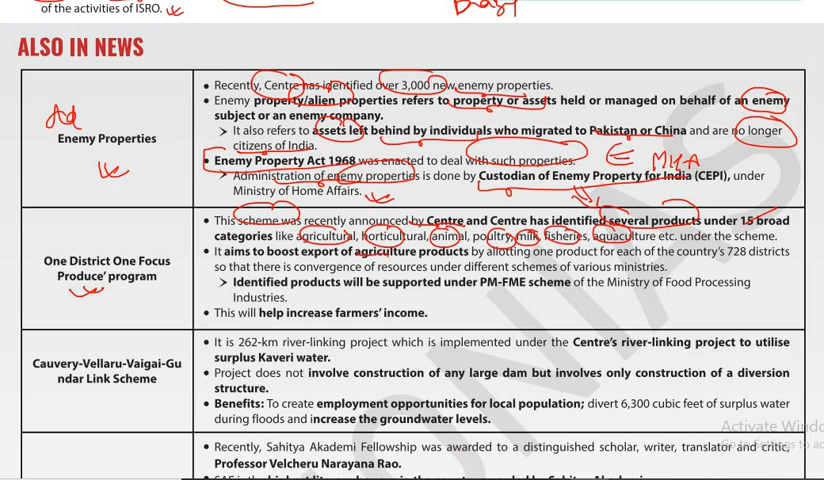 of the activities of ISRO.
ALSO IN NEWS
Enemy Properties
• Recently, Centre has identified over 3,000 new enemy properties.
• Enemy property/alien properties refers to property or assets held or managed on behalf of an enemy
subject or an enemy company.
➤ It also refers to assets left behind by individuals who migrated to Pakistan or China and are no longer
citizens of India.
• Enemy Property Act 1968 was enacted to deal with such properties.
MHA
➤ Administration of enemy properties is done by Custodian of Enemy Property for India (CEPI), under
Ministry of Home Affairs.
One District One Focus
Produce' program
• This scheme was recently announced by Centre and Centre has identified several products under 15 broad
categories like agricultural, horticultural, animal, poultry, milk, fisheries, aquaculture etc. under the scheme.
• It aims to boost export of agriculture products by allotting one product for each of the country's 728 districts
so that there is convergence of resources under different schemes of various ministries.
➤ Identified products will be supported under PM-FME scheme of the Ministry of Food Processing
Industries.
• This will help increase farmers' income.
Cauvery-Vellaru-Vaigai-Gu
ndar Link Scheme
• It is 262-km river-linking project which is implemented under the Centre's river-linking project to utilise
surplus Kaveri water.
• Project does not involve construction of any large dam but involves only construction of a diversion
structure.
• Benefits: To create employment opportunities for local population; divert 6,300 cubic feet of surplus water
during floods and increase the groundwater levels.
• Recently, Sahitya Akademi Fellowship was awarded to a distinguished scholar, writer, translator and critic,
Professor Velcheru Narayana Rao.
Activate Windo
Go to Settings to ac